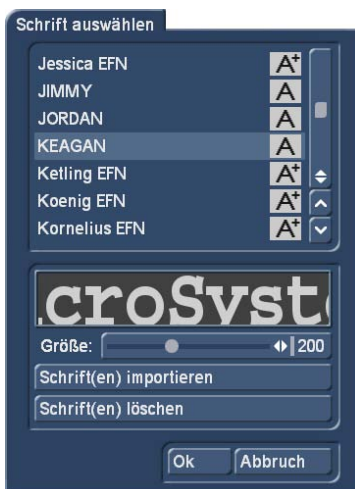 Schrift auswählen
Jessica EFN A+
JIMMY A
JORDAN A
KEAGAN A
Ketling EFN A+
Koenig EFN A+
Kornelius EFN A+
croSyst
Größe: 200
Schrift(en) importieren
Schrift(en) löschen
Ok Abbruch